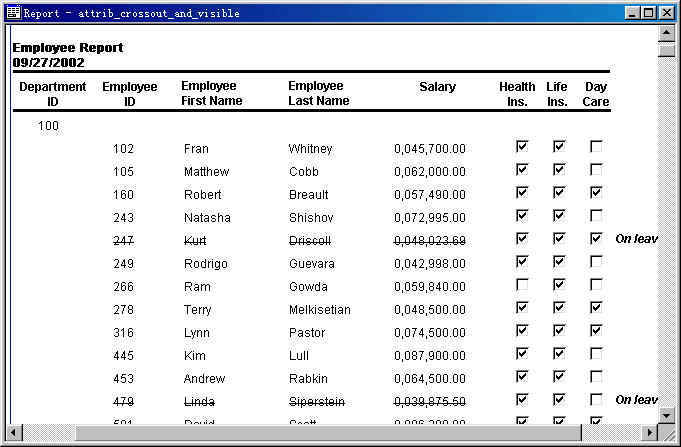 Report - attrib_crossout_and_visible
Employee Report
09/27/2002
Department ID Employee ID Employee First Name Employee Last Name Salary Health Ins. Life Ins. Day Care
100
102 Fran Whitney 0,045,700.00
105 Matthew Cobb 0,062,000.00
160 Robert Breault 0,057,490.00
243 Natasha Shishov 0,072,995.00
247 Kurt Driscoll 0,048,023.69 On leav
249 Rodrigo Guevara 0,042,998.00
266 Ram Gowda 0,059,840.00
278 Terry Melkisetian 0,048,500.00
316 Lynn Pastor 0,074,500.00
445 Kim Lull 0,087,900.00
453 Andrew Rabkin 0,064,500.00
479 Linda Siperstein 0,039,875.50 On leav